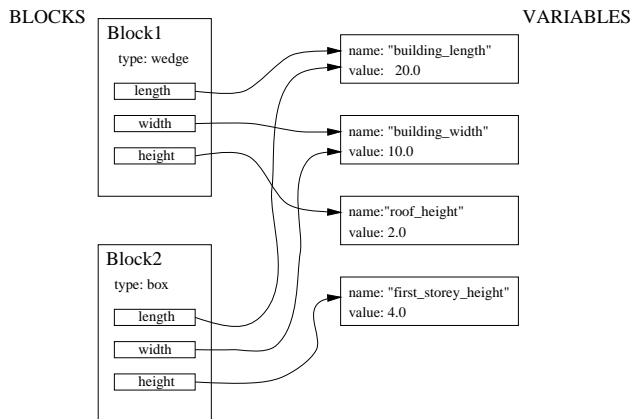 BLOCKS
VARIABLES
Block1
type: wedge
length
width
height
name: "building_length"
value: 20.0
name: "building_width"
value: 10.0
name:"roof_height"
value: 2.0
Block2
type: box
length
width
height
name: "first_storey_height"
value: 4.0